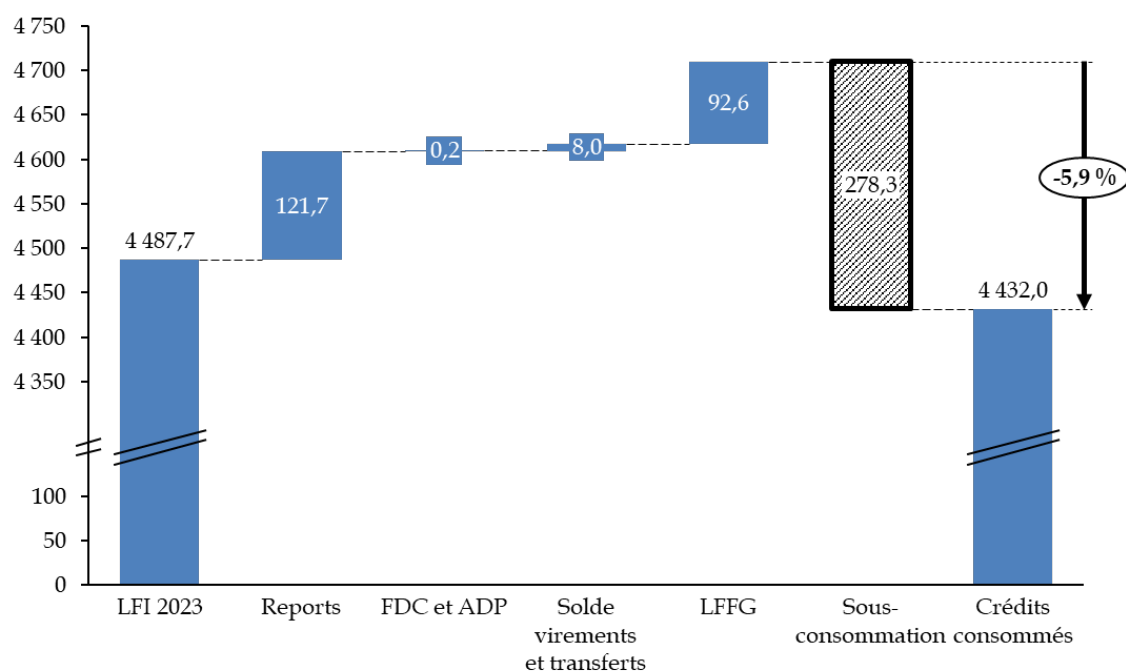 4 750
4 700
4 650
4 600
4 550
4 500
4 450
4 400
4 350
100
50
0
4 487,7
121,7
0,2
8,0
92,6
278,3
-5,9 %
4 432,0
LFI 2023
Reports
FDC et ADP
Solde
virements
et transferts
LFFG
Sous-
consommation
Crédits
consommés